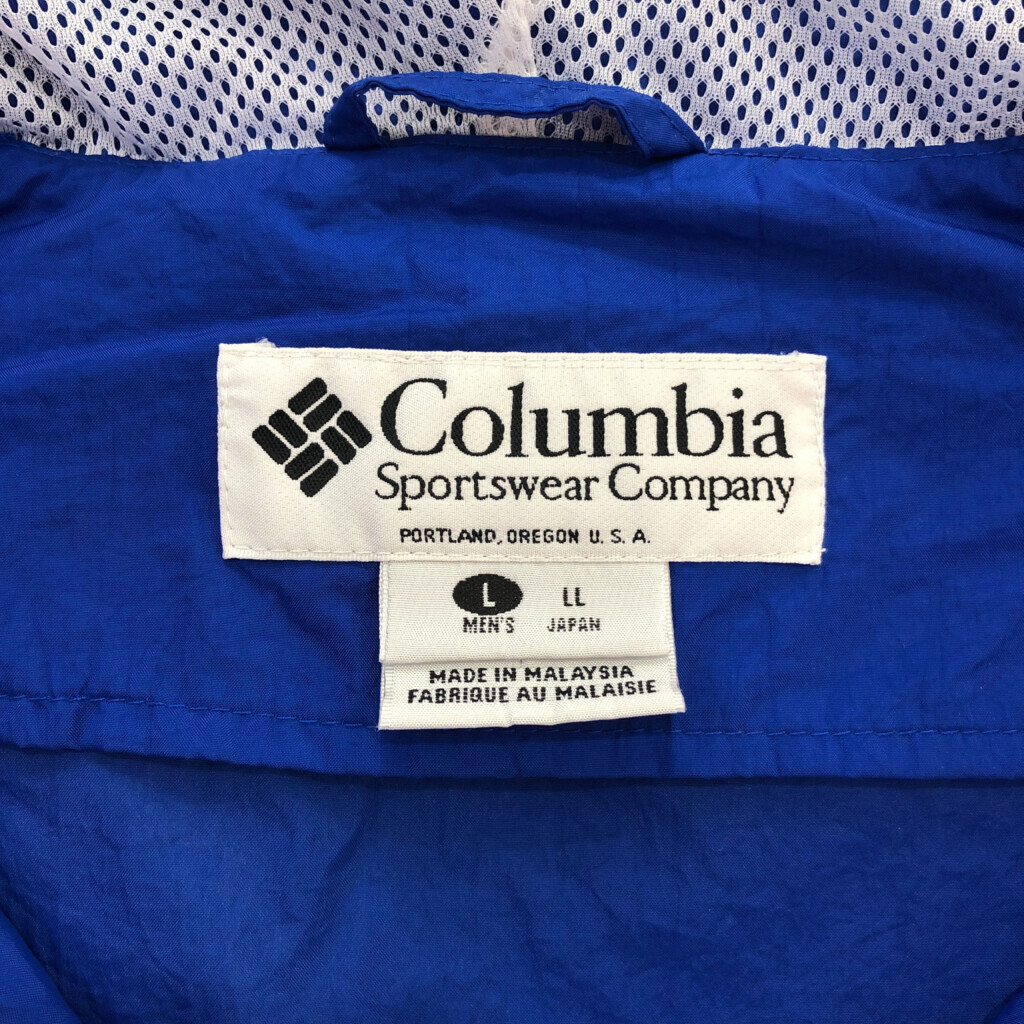 Columbia
Sportswear Company
PORTLAND, OREGON U. S. A.
L LL
MEN'S JAPAN
MADE IN MALAYSIA
FABRIQUE AU MALAISIE